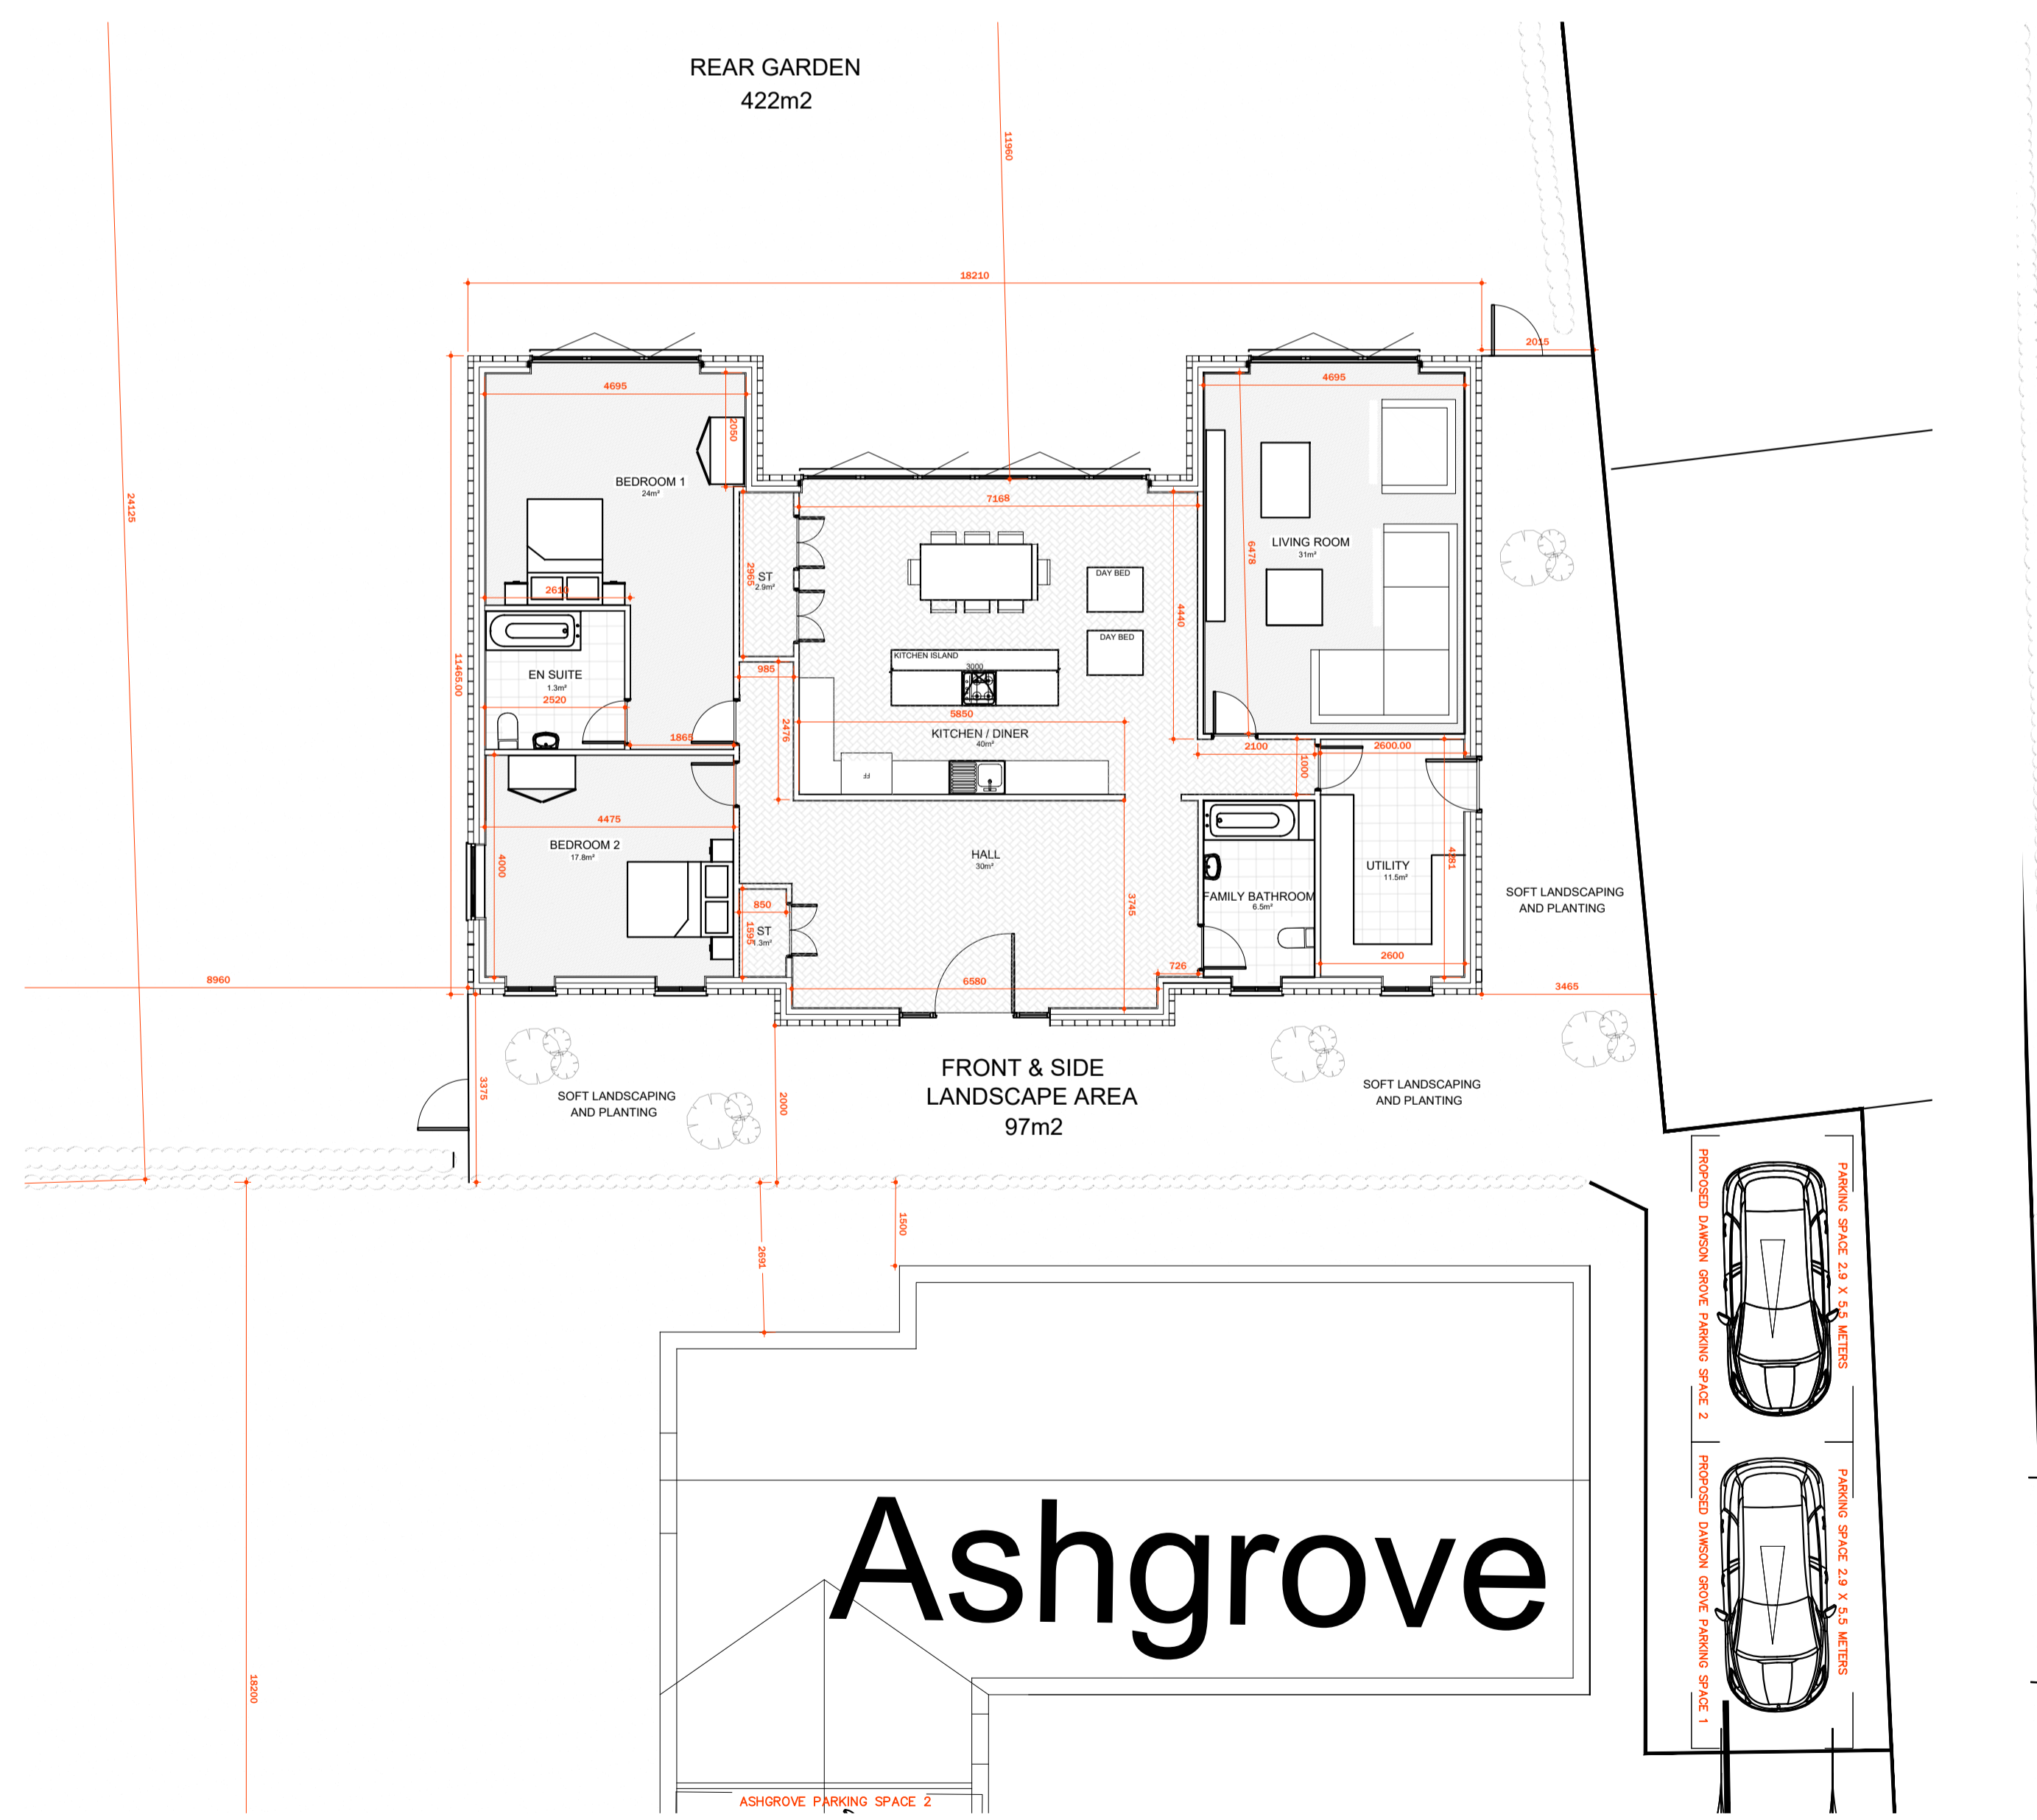 REAR GARDEN
422m2
11960
24125
18210
2015
4695
4695
2050
BEDROOM 1
24m²
7168
LIVING ROOM
31m²
6478
2965
ST
2.9m²
DAY BED
2610
4440
DAY BED
KITCHEN ISLAND
3000
11465.00
985
EN SUITE
1.3m²
2520
5850
2476
KITCHEN / DINER
40m²
1865
2100
2600.00
1000
FF
4475
BEDROOM 2
17.8m²
4000
HALL
30m²
UTILITY
11.5m²
4381
FAMILY BATHROOM
6.5m²
3745
SOFT LANDSCAPING
AND PLANTING
850
1595
ST
1.3m²
2600
726
6580
8960
3465
FRONT & SIDE
LANDSCAPE AREA
97m2
3375
2000
SOFT LANDSCAPING
AND PLANTING
SOFT LANDSCAPING
AND PLANTING
1500
2691
PROPOSED DAWSON GROVE PARKING SPACE 2
PARKING SPACE 2.9 X 5.5 METERS
PROPOSED DAWSON GROVE PARKING SPACE 1
PARKING SPACE 2.9 X 5.5 METERS
Ashgrove
18200
ASHGROVE PARKING SPACE 2